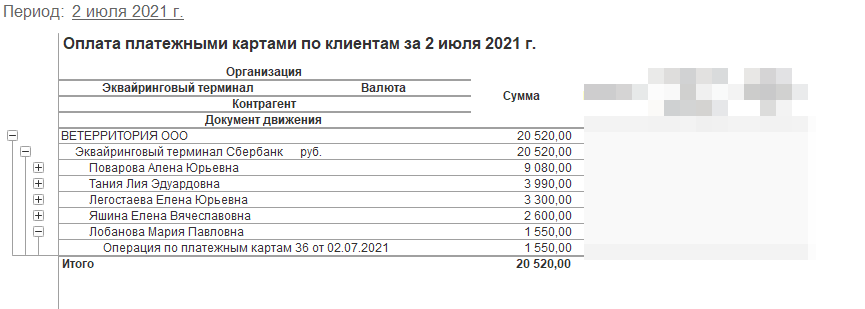 Период: 2 июля 2021 г.
Оплата платежными картами по клиентам за 2 июля 2021 г.
Организация
Эквайринговый терминал Валюта Сумма
Контрагент
Документ движения
ВЕТЕРРИТОРИЯ ООО 20 520,00
Эквайринговый терминал Сбербанк руб. 20 520,00
Поварова Алена Юрьевна 9 080,00
Тания Лия Эдуардовна 3 990,00
Легостаева Елена Юрьевна 3 300,00
Яшина Елена Вячеславовна 2 600,00
Лобанова Мария Павловна 1 550,00
Операция по платежным картам 36 от 02.07.2021 1 550,00
Итого 20 520,00